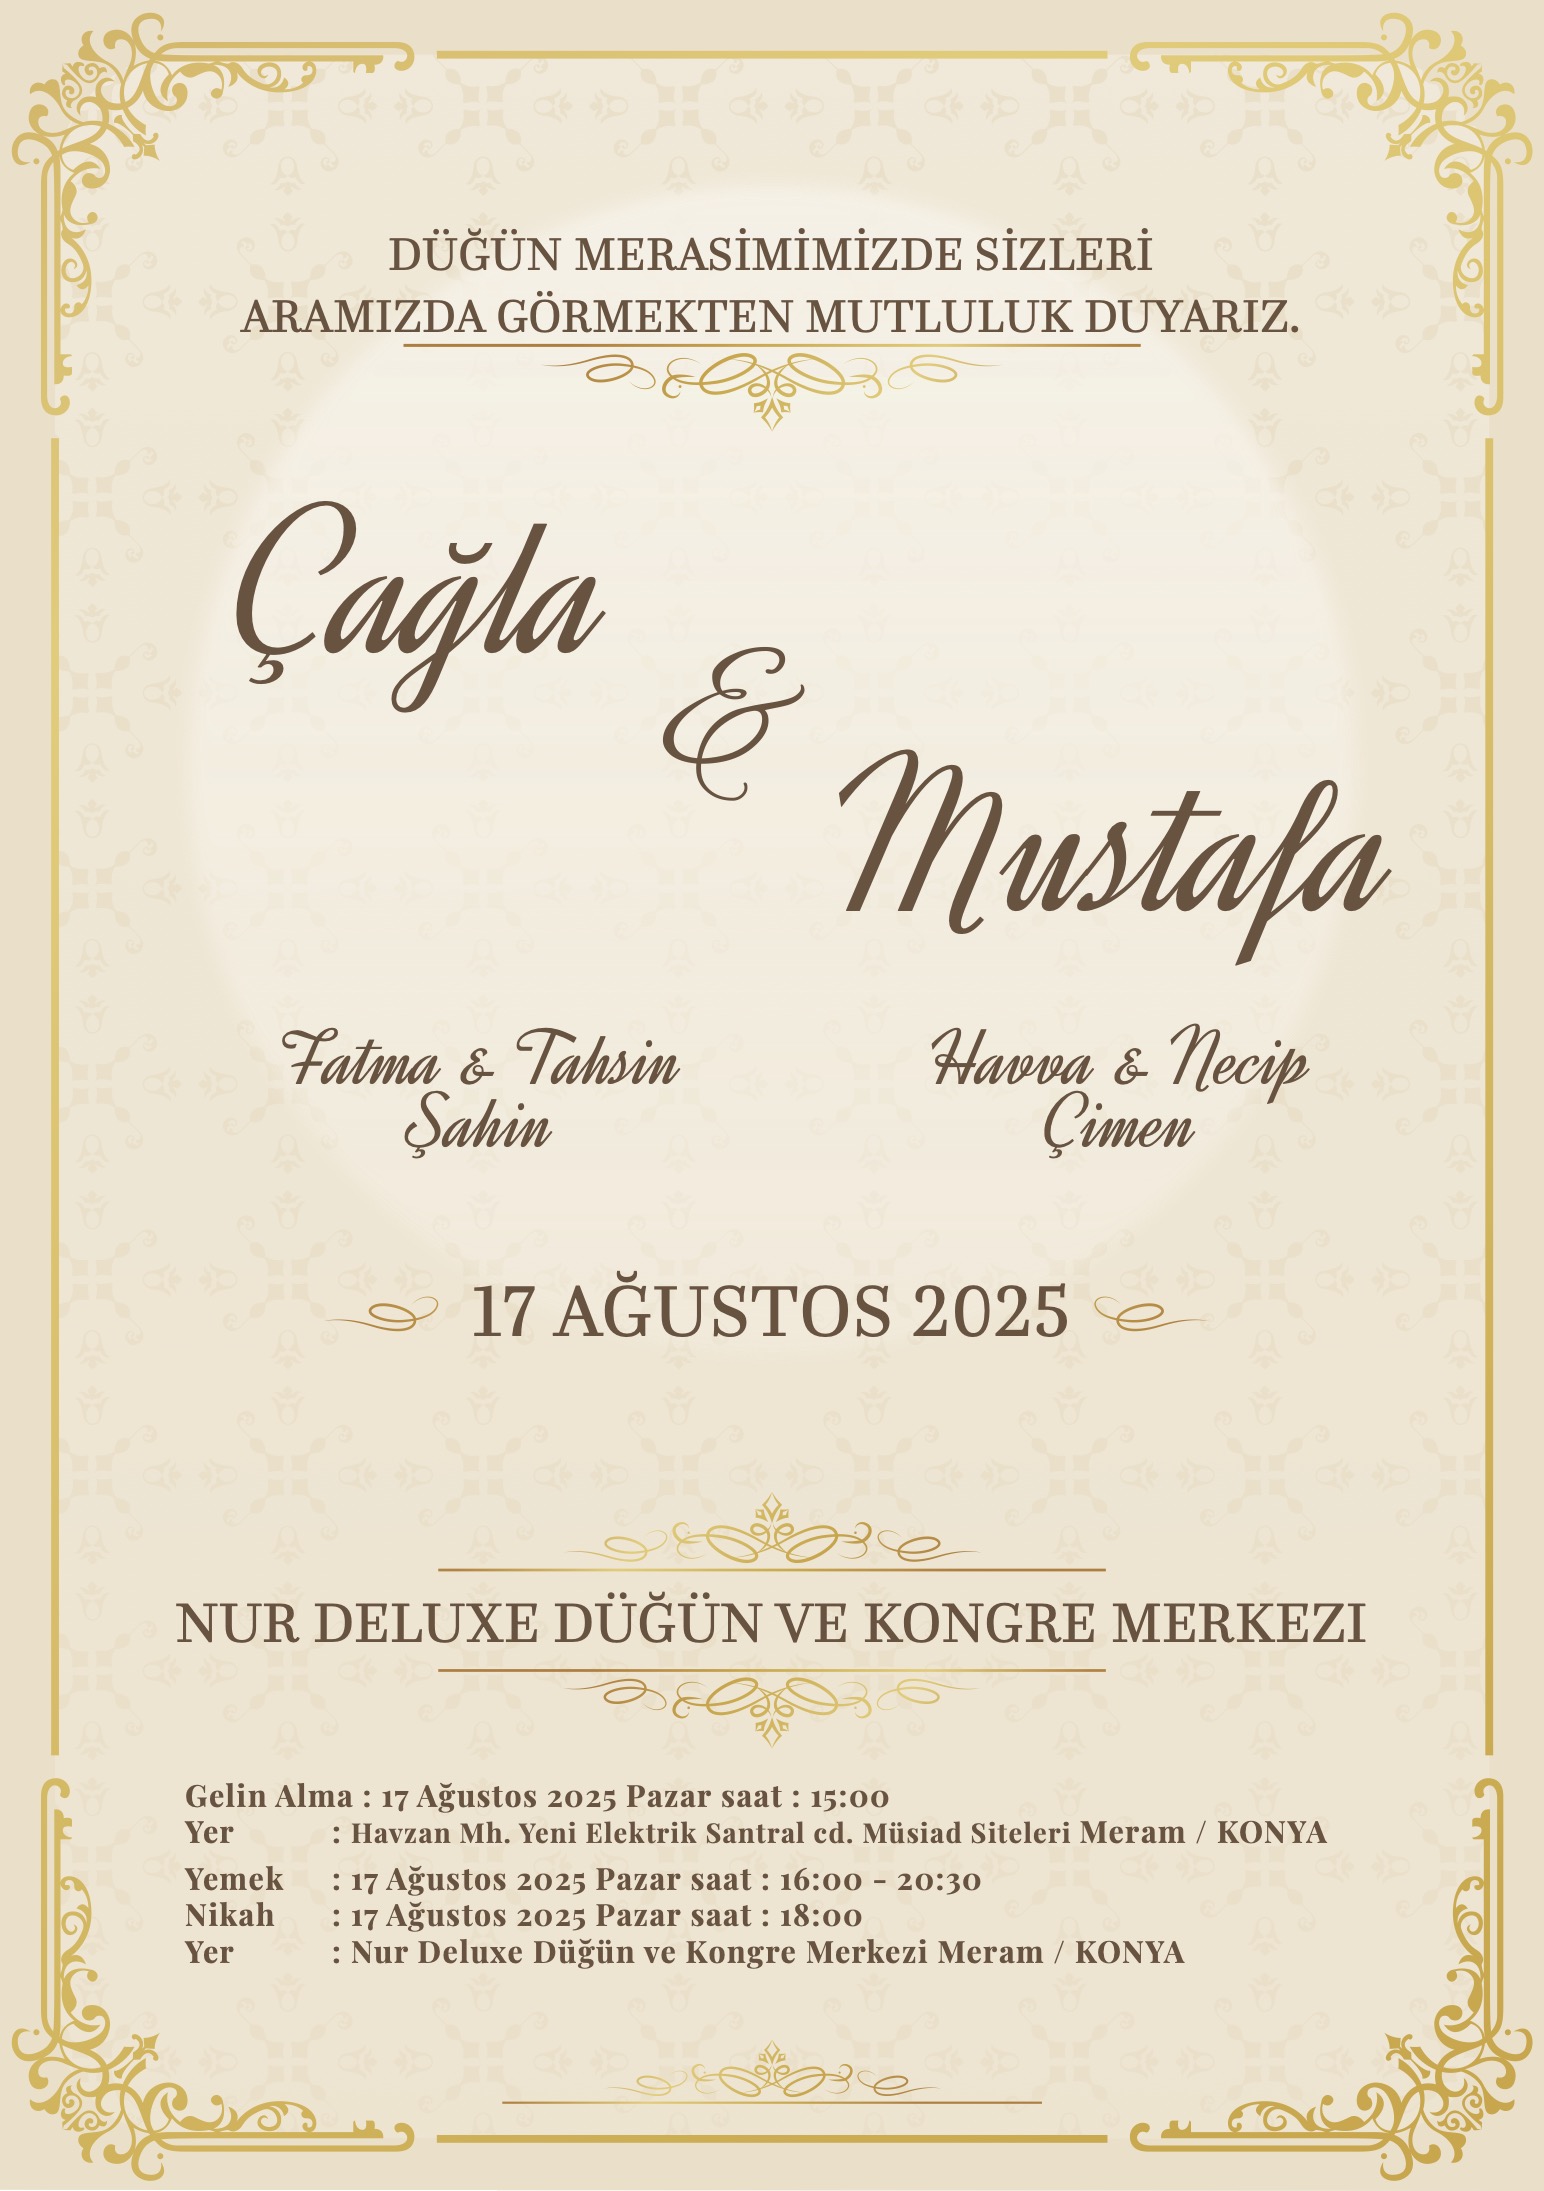 DÜĞÜN MERASİMİMİZDE SİZLERİ
ARAMIZDA GÖRMEKTEN MUTLULUK DUYARIZ.
Çağla
&
Mustafa
Fatma & Tahsin
Şahin
Havva & Necip
Çimen
17 AĞUSTOS 2025
NUR DELUXE DÜĞÜN VE KONGRE MERKEZI
Gelin Alma : 17 Ağustos 2025 Pazar saat : 15:00
Yer : Havzan Mh. Yeni Elektrik Santral cd. Müsiad Siteleri Meram / KONYA
Yemek : 17 Ağustos 2025 Pazar saat : 16:00 - 20:30
Nikah : 17 Ağustos 2025 Pazar saat : 18:00
Yer : Nur Deluxe Düğün ve Kongre Merkezi Meram / KONYA